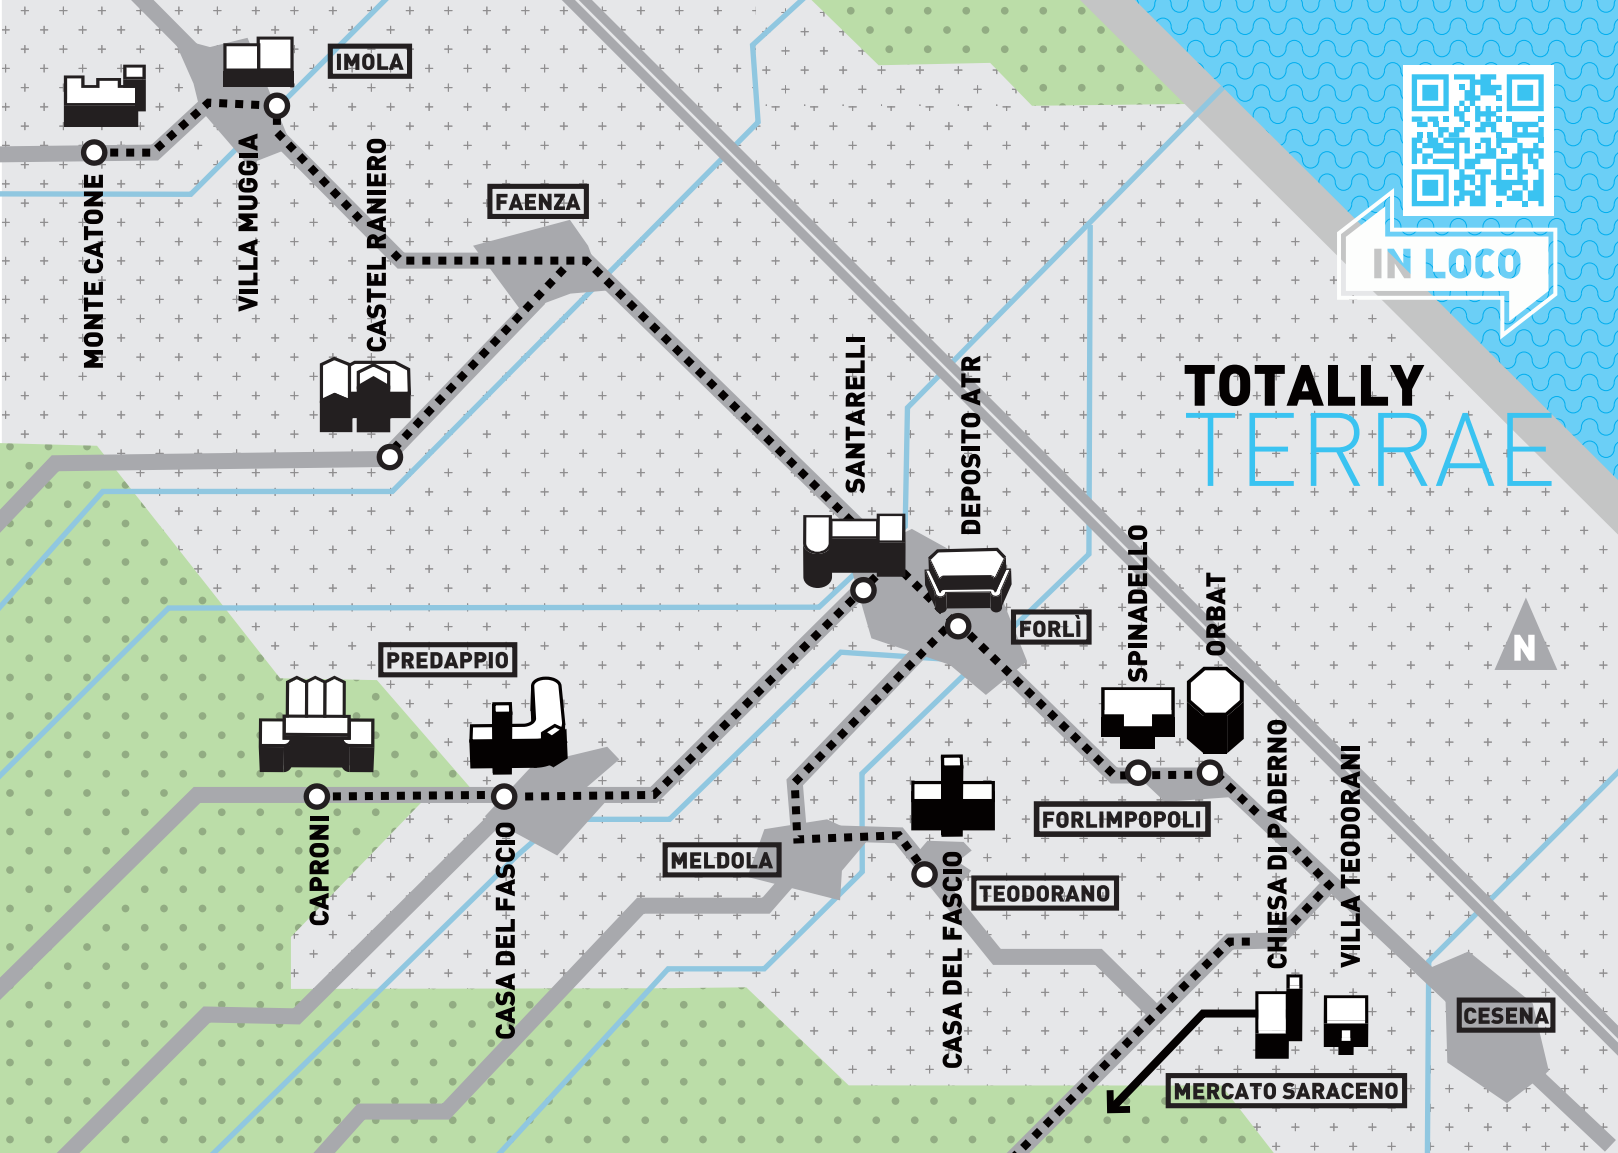 IMOLA
MONTE CATONE
VILLA MUGGIA
CASTEL RANIERO
FAENZA
IN LOCO
TOTALLY
TERRAE
SANTARELLI
DEPOSITO ATR
FORLÌ
SPINADELLO
ORBAT
N
PREDAPPIO
CAPRONI
CASA DEL FASCIO
MELDOLA
CASA DEL FASCIO
TEODORANO
FORLIMPOPOLI
CHIESA DI PADERNO
VILLA TEODORANI
CESENA
MERCATO SARACENO